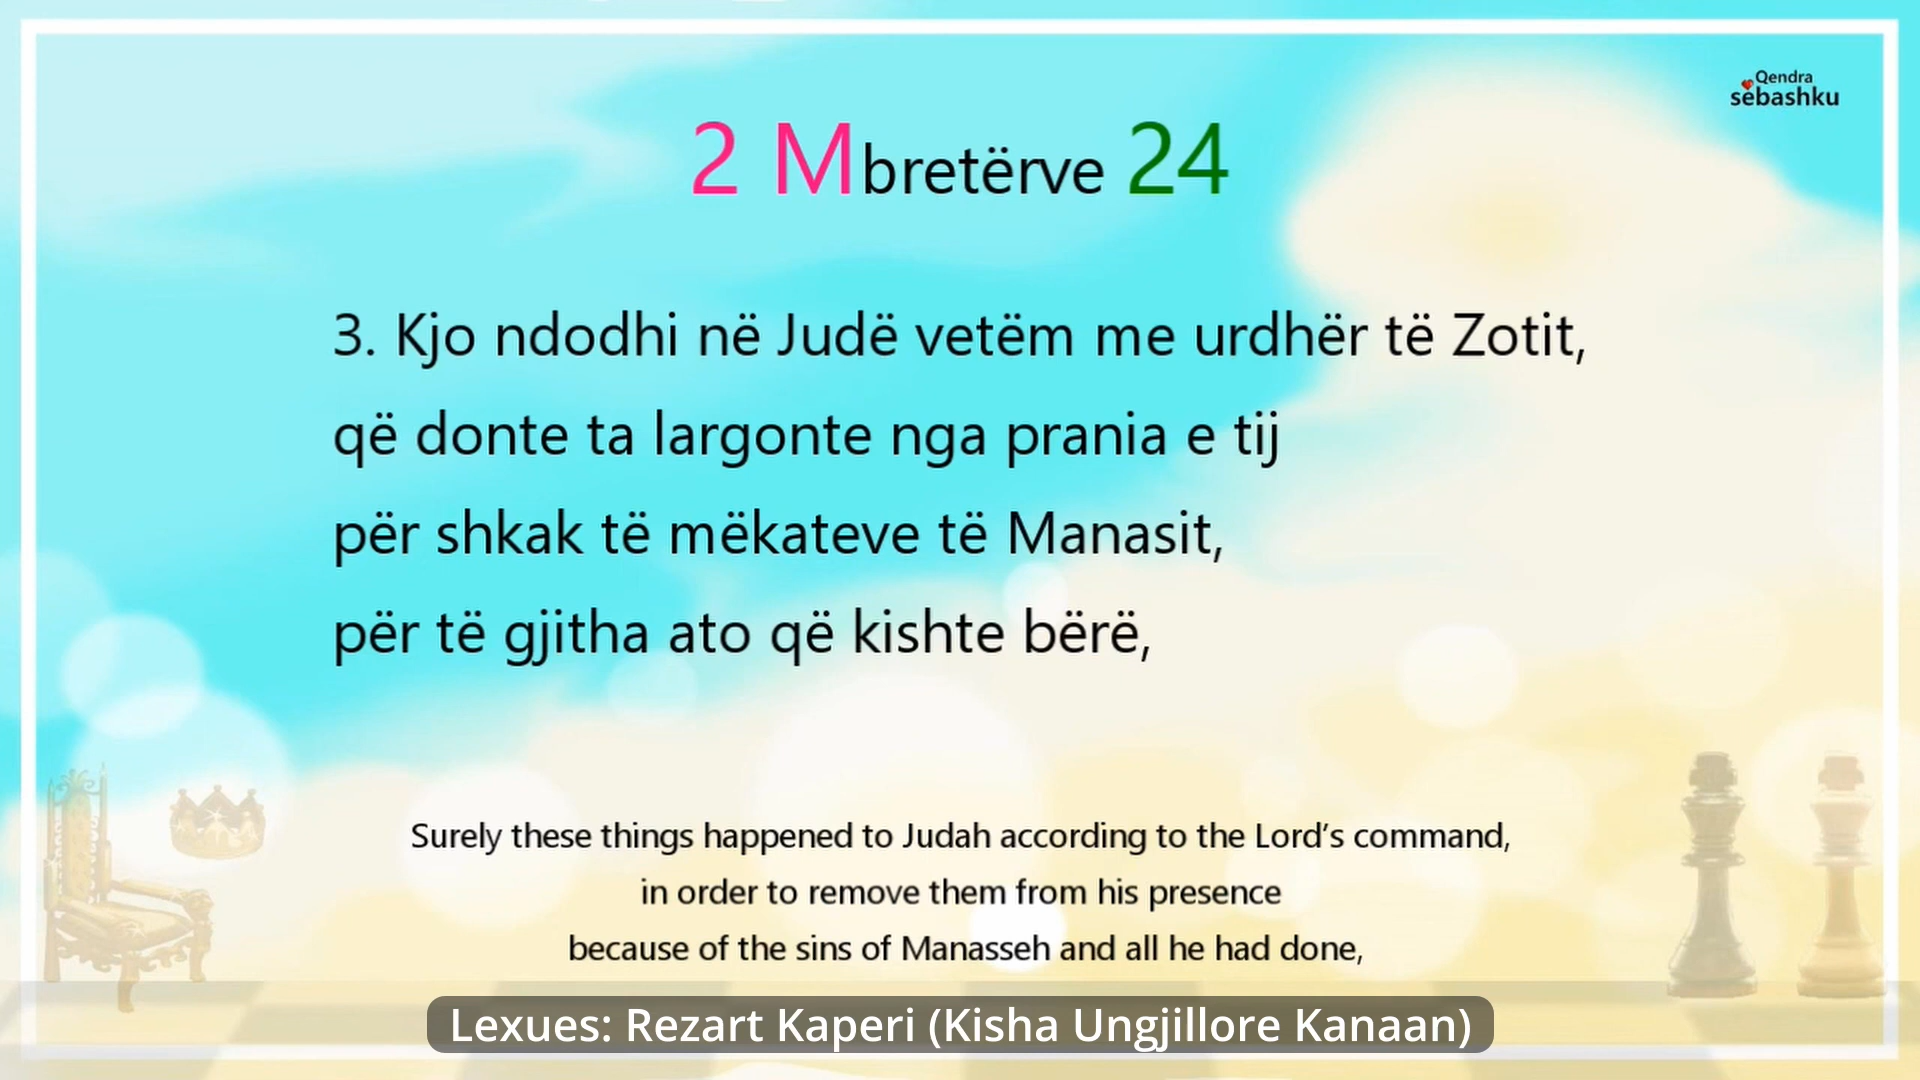 Qendra
sëbashku
2 Mbretërve 24
3. Kjo ndodhi në Judë vetëm me urdhër të Zotit,
që donte ta largonte nga prania e tij
për shkak të mëkateve të Manasit,
për të gjitha ato që kishte bërë,
Surely these things happened to Judah according to the Lord’s command,
in order to remove them from his presence
because of the sins of Manasseh and all he had done,
Lexues: Rezart Kaperi (Kisha Ungjillore Kanaan)